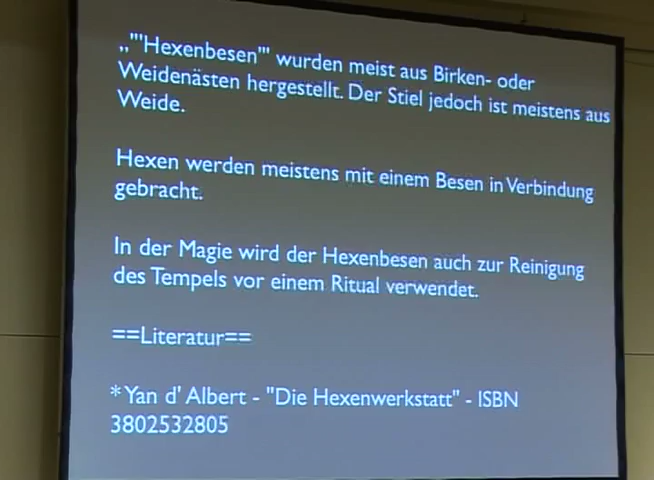 „"'Hexenbesen'" wurden meist aus Birken- oder
Weidenästen hergestellt. Der Stiel jedoch ist meistens aus
Weide.
Hexen werden meistens mit einem Besen in Verbindung
gebracht.
In der Magie wird der Hexenbesen auch zur Reinigung
des Tempels vor einem Ritual verwendet.
==Literatur==
* Yan d' Albert - "Die Hexenwerkstatt" - ISBN
3802532805